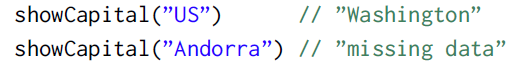 showCapital(”US”)      // ”Washington”
showCapital(”Andorra”) // ”missing data”